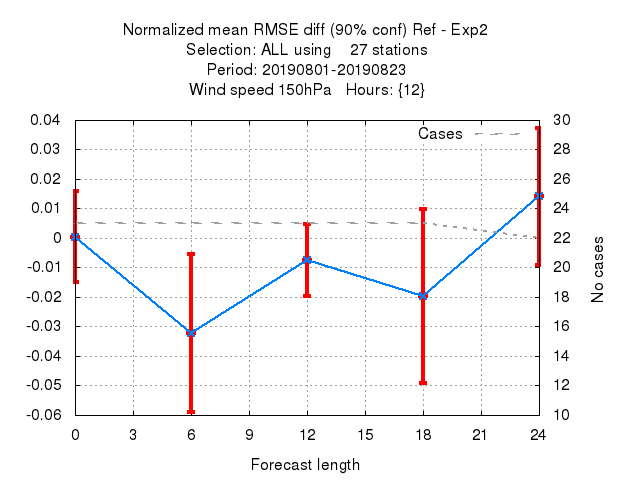 Normalized mean RMSE diff (90% conf) Ref - Exp2
Selection: ALL using    27 stations
Period: 20190801-20190823
Wind speed 150hPa   Hours: {12}
Cases
0.04
0.03
0.02
0.01
0
-0.01
-0.02
-0.03
-0.04
-0.05
-0.06
30
28
26
24
22
20
18
16
14
12
10
No cases
0 3 6 9 12 15 18 21 24
Forecast length